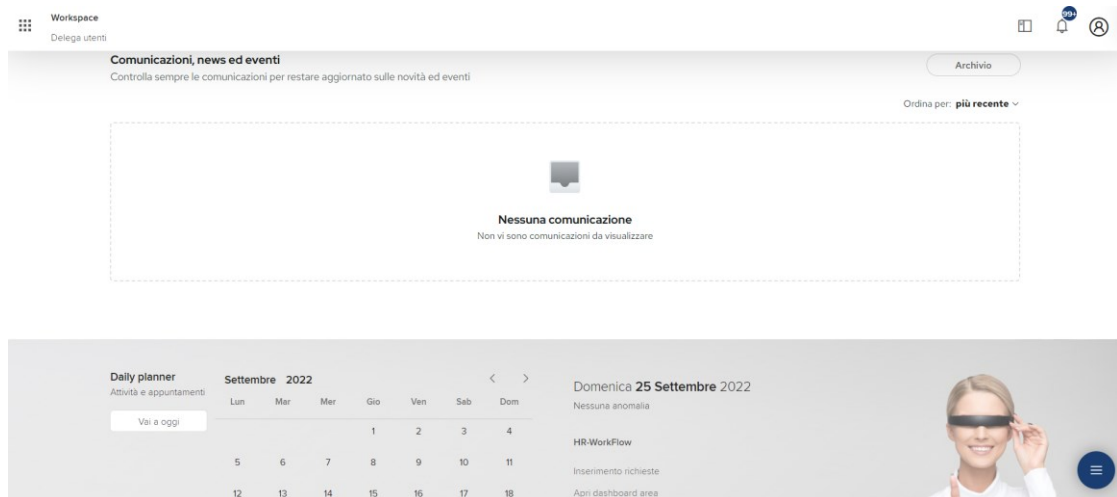 Workspace
Delega utenti
99+
Comunicazioni, news ed eventi
Controlla sempre le comunicazioni per restare aggiornato sulle novità ed eventi
Archivio
Ordina per: più recente
Nessuna comunicazione
Non vi sono comunicazioni da visualizzare
Daily planner
Attività e appuntamenti
Vai a oggi
Settembre 2022
Lun Mar Mer Gio Ven Sab Dom
1 2 3 4
5 6 7 8 9 10 11
12 13 14 15 16 17 18
Domenica 25 Settembre 2022
Nessuna anomalia
HR-WorkFlow
Inserimento richieste
Apri dashboard area